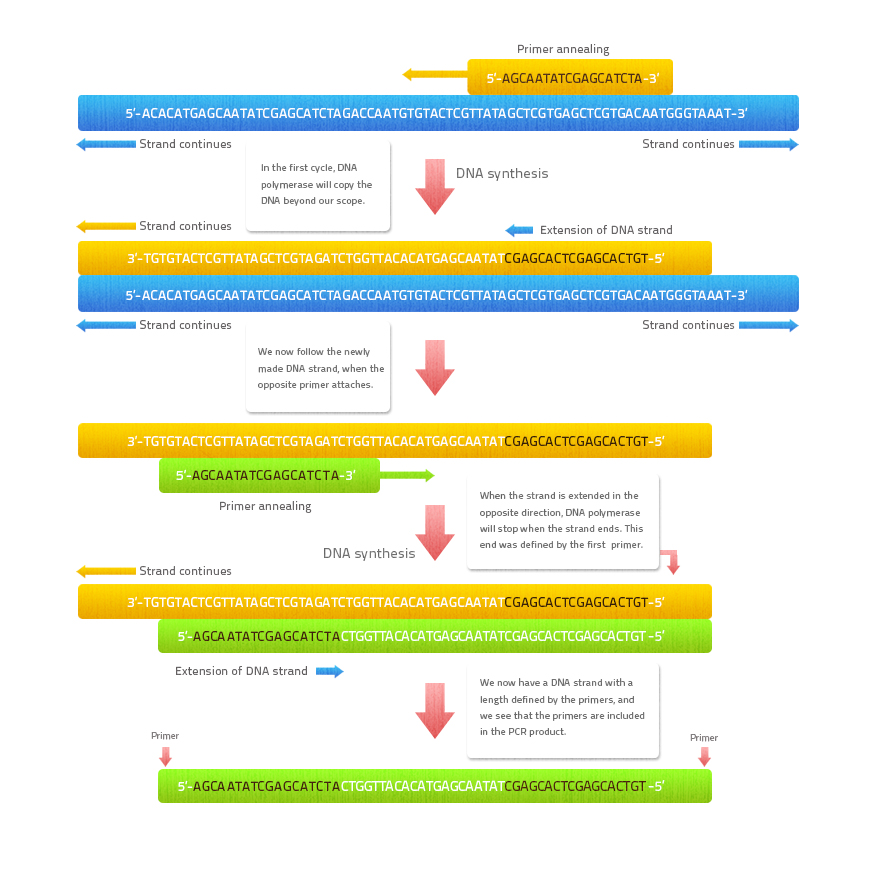 Primer annealing
5'-AGCAATATCGAGCATCTA-3'
5'-ACACATGAGCAATATCGAGCATCTAGACCAATGTGTACTCGTTATAGCTCGTGAGCTCGTGACAATGGGTAAAT-3'
Strand continues
Strand continues
In the first cycle, DNA
polymerase will copy the
DNA beyond our scope.
DNA synthesis
Strand continues
Extension of DNA strand
3'-TGTGTACTCGTTATAGCTCGTAGATCTGGTTACACATGAGCAATATCGAGCACTCGAGCACTGT-5'
5'-ACACATGAGCAATATCGAGCATCTAGACCAATGTGTACTCGTTATAGCTCGTGAGCTCGTGACAATGGGTAAAT-3'
Strand continues
Strand continues
We now follow the newly
made DNA strand, when the
opposite primer attaches.
3'-TGTGTACTCGTTATAGCTCGTAGATCTGGTTACACATGAGCAATATCGAGCACTCGAGCACTGT-5'
5'-AGCAATATCGAGCATCTA-3'
Primer annealing
When the strand is extended in the
opposite direction, DNA polymerase
will stop when the strand ends. This
end was defined by the first primer.
DNA synthesis
Strand continues
3'-TGTGTACTCGTTATAGCTCGTAGATCTGGTTACACATGAGCAATATCGAGCACTCGAGCACTGT-5'
5'-AGCAATATCGAGCATCTACTGGTTACACATGAGCAATATCGAGCACTCGAGCACTGT-5'
Extension of DNA strand
We now have a DNA strand with a
length defined by the primers, and
we see that the primers are included
in the PCR product.
Primer
Primer
5'-AGCAATATCGAGCATCTACTGGTTACACATGAGCAATATCGAGCACTCGAGCACTGT-5'